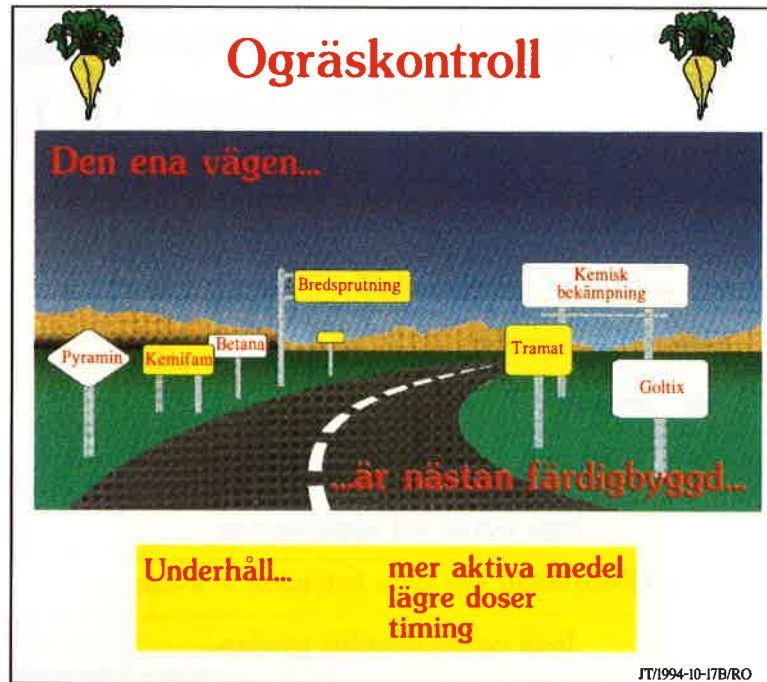 Ogräskontroll
Den ena vägen...
Bredsprutning
Kemisk
bekämpning
Pyramin
Kemifam
Betana
Tramat
Goltix
...är nästan färdigbyggd...
Underhåll... mer aktiva medel
lägre doser
timing
JT/1994-10-17B/RO